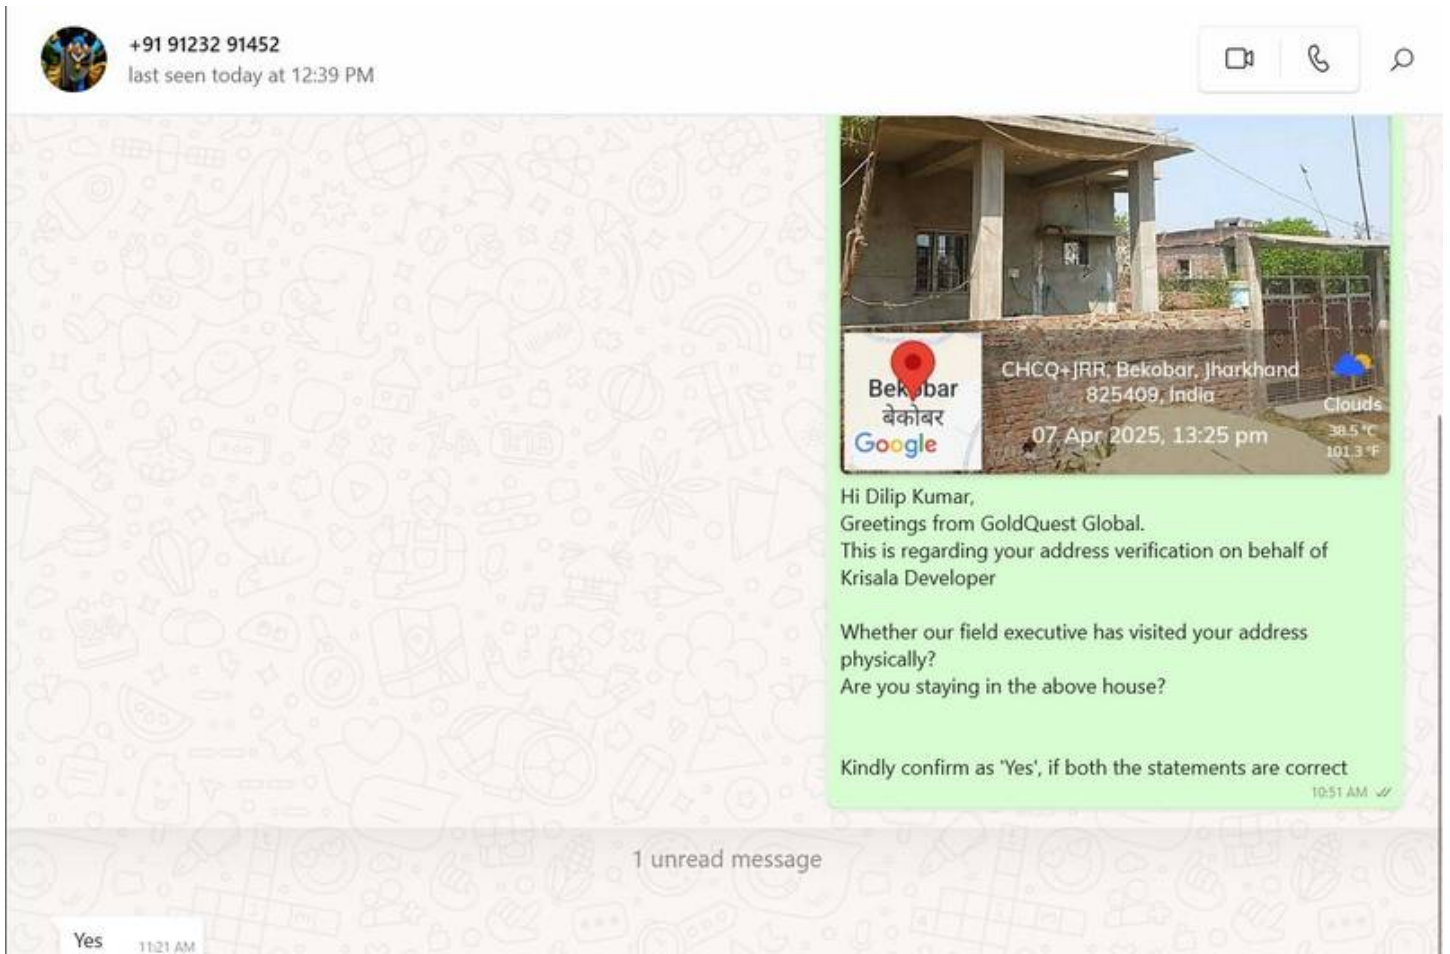 +91 91232 91452
last seen today at 12:39 PM
CHCQ+JRR, Bekobar, Jharkhand
825409, India
07 Apr 2025, 13:25 pm
Bekobar
बेकोबर
Google
Clouds
38.5 °C
101.3 °F
Hi Dilip Kumar,
Greetings from GoldQuest Global.
This is regarding your address verification on behalf of
Krisala Developer
Whether our field executive has visited your address
physically?
Are you staying in the above house?
Kindly confirm as 'Yes', if both the statements are correct
10:51 AM
1 unread message
Yes
11:21 AM